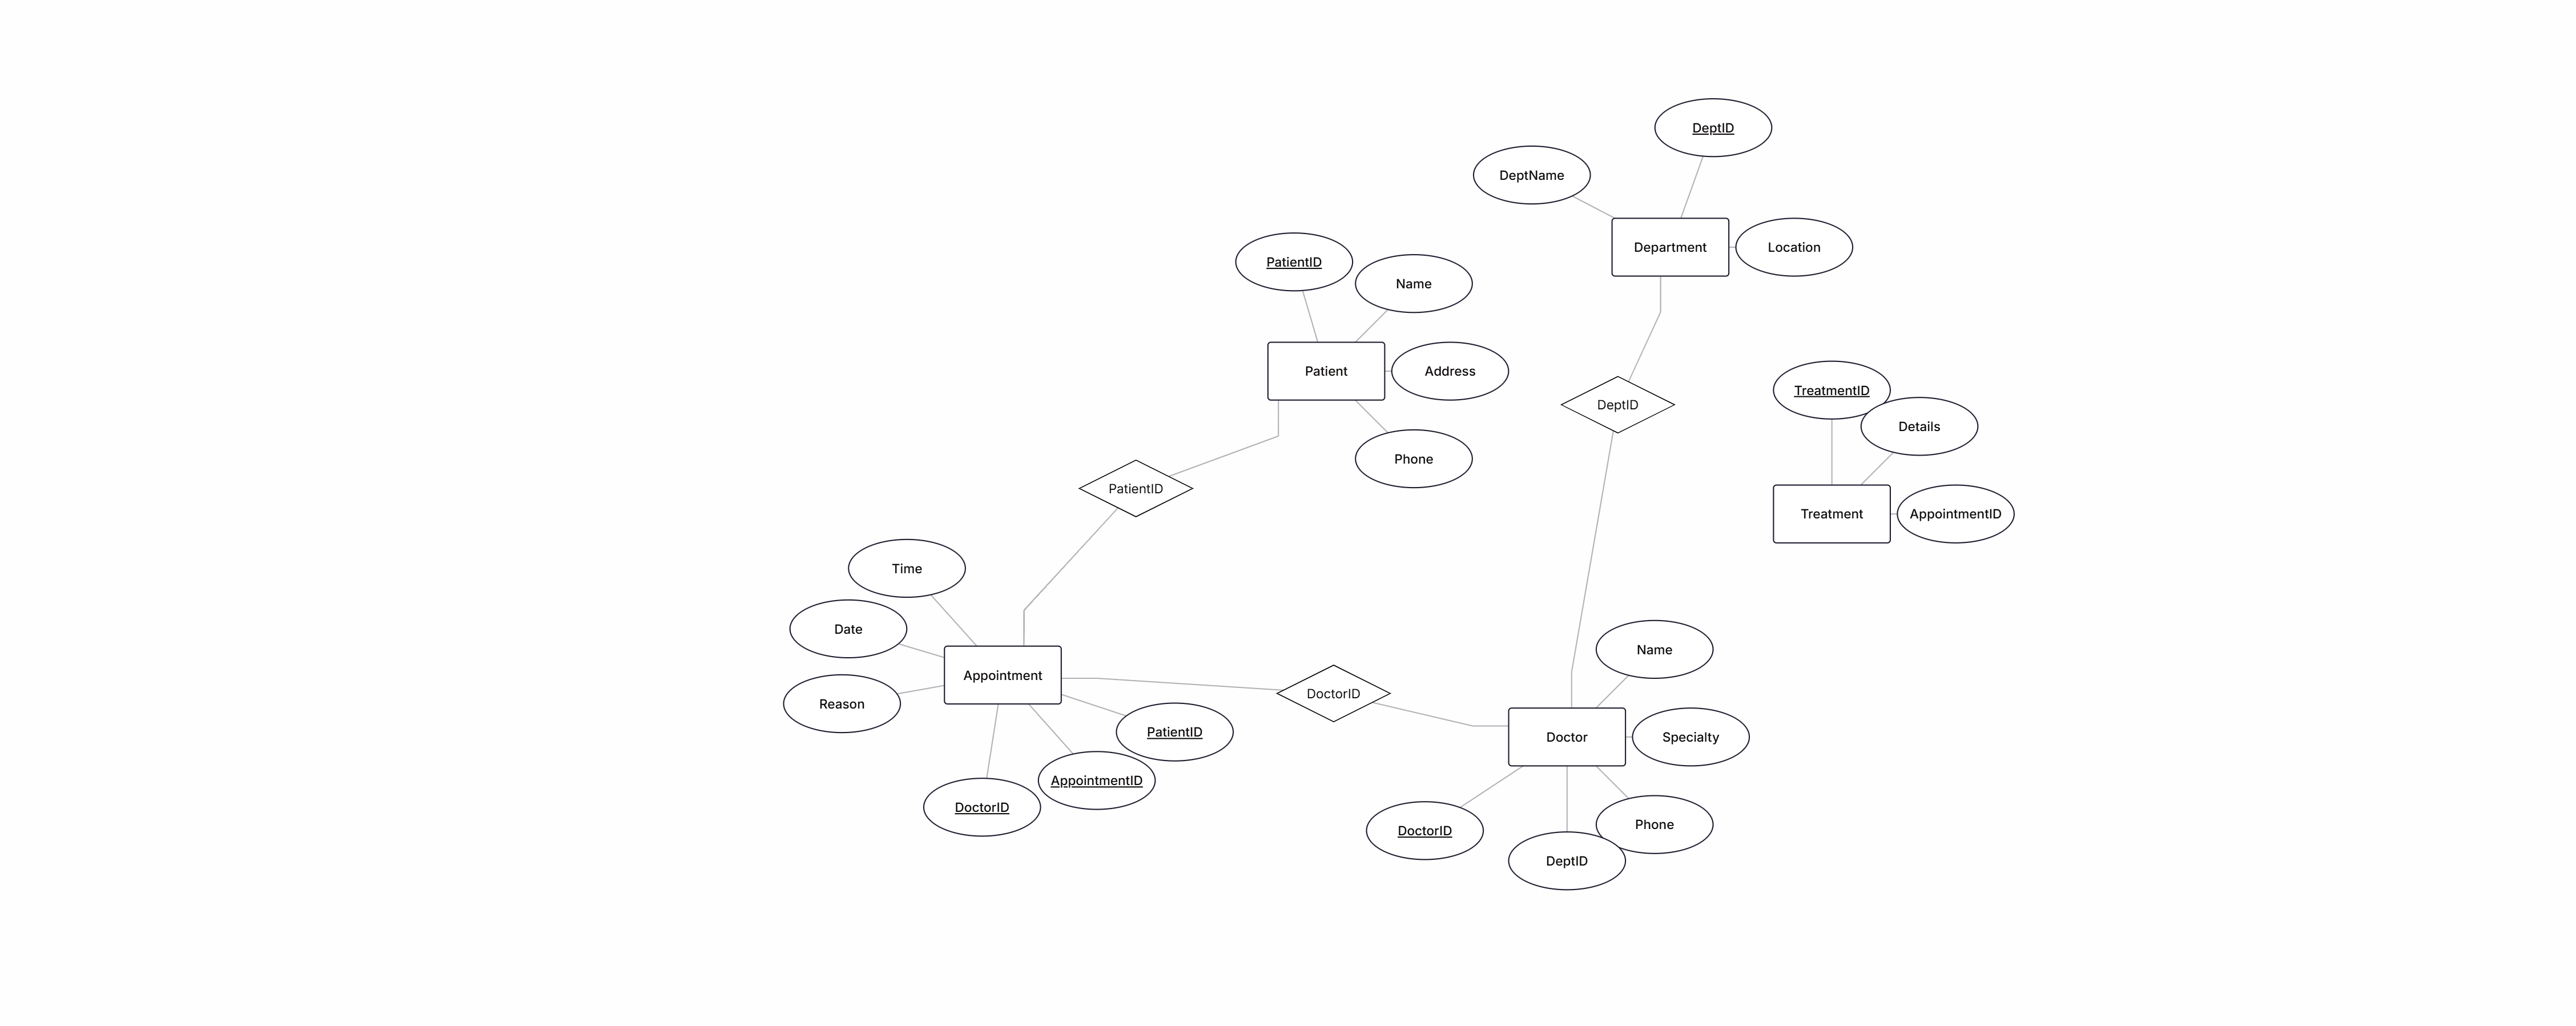 DeptID
DeptName
Department
Location
PatientID
Name
Patient
Address
Phone
DeptID
TreatmentID
Details
Treatment
AppointmentID
PatientID
Time
Date
Appointment
Reason
PatientID
AppointmentID
DoctorID
DoctorID
Name
Doctor
Specialty
Phone
DoctorID
DeptID